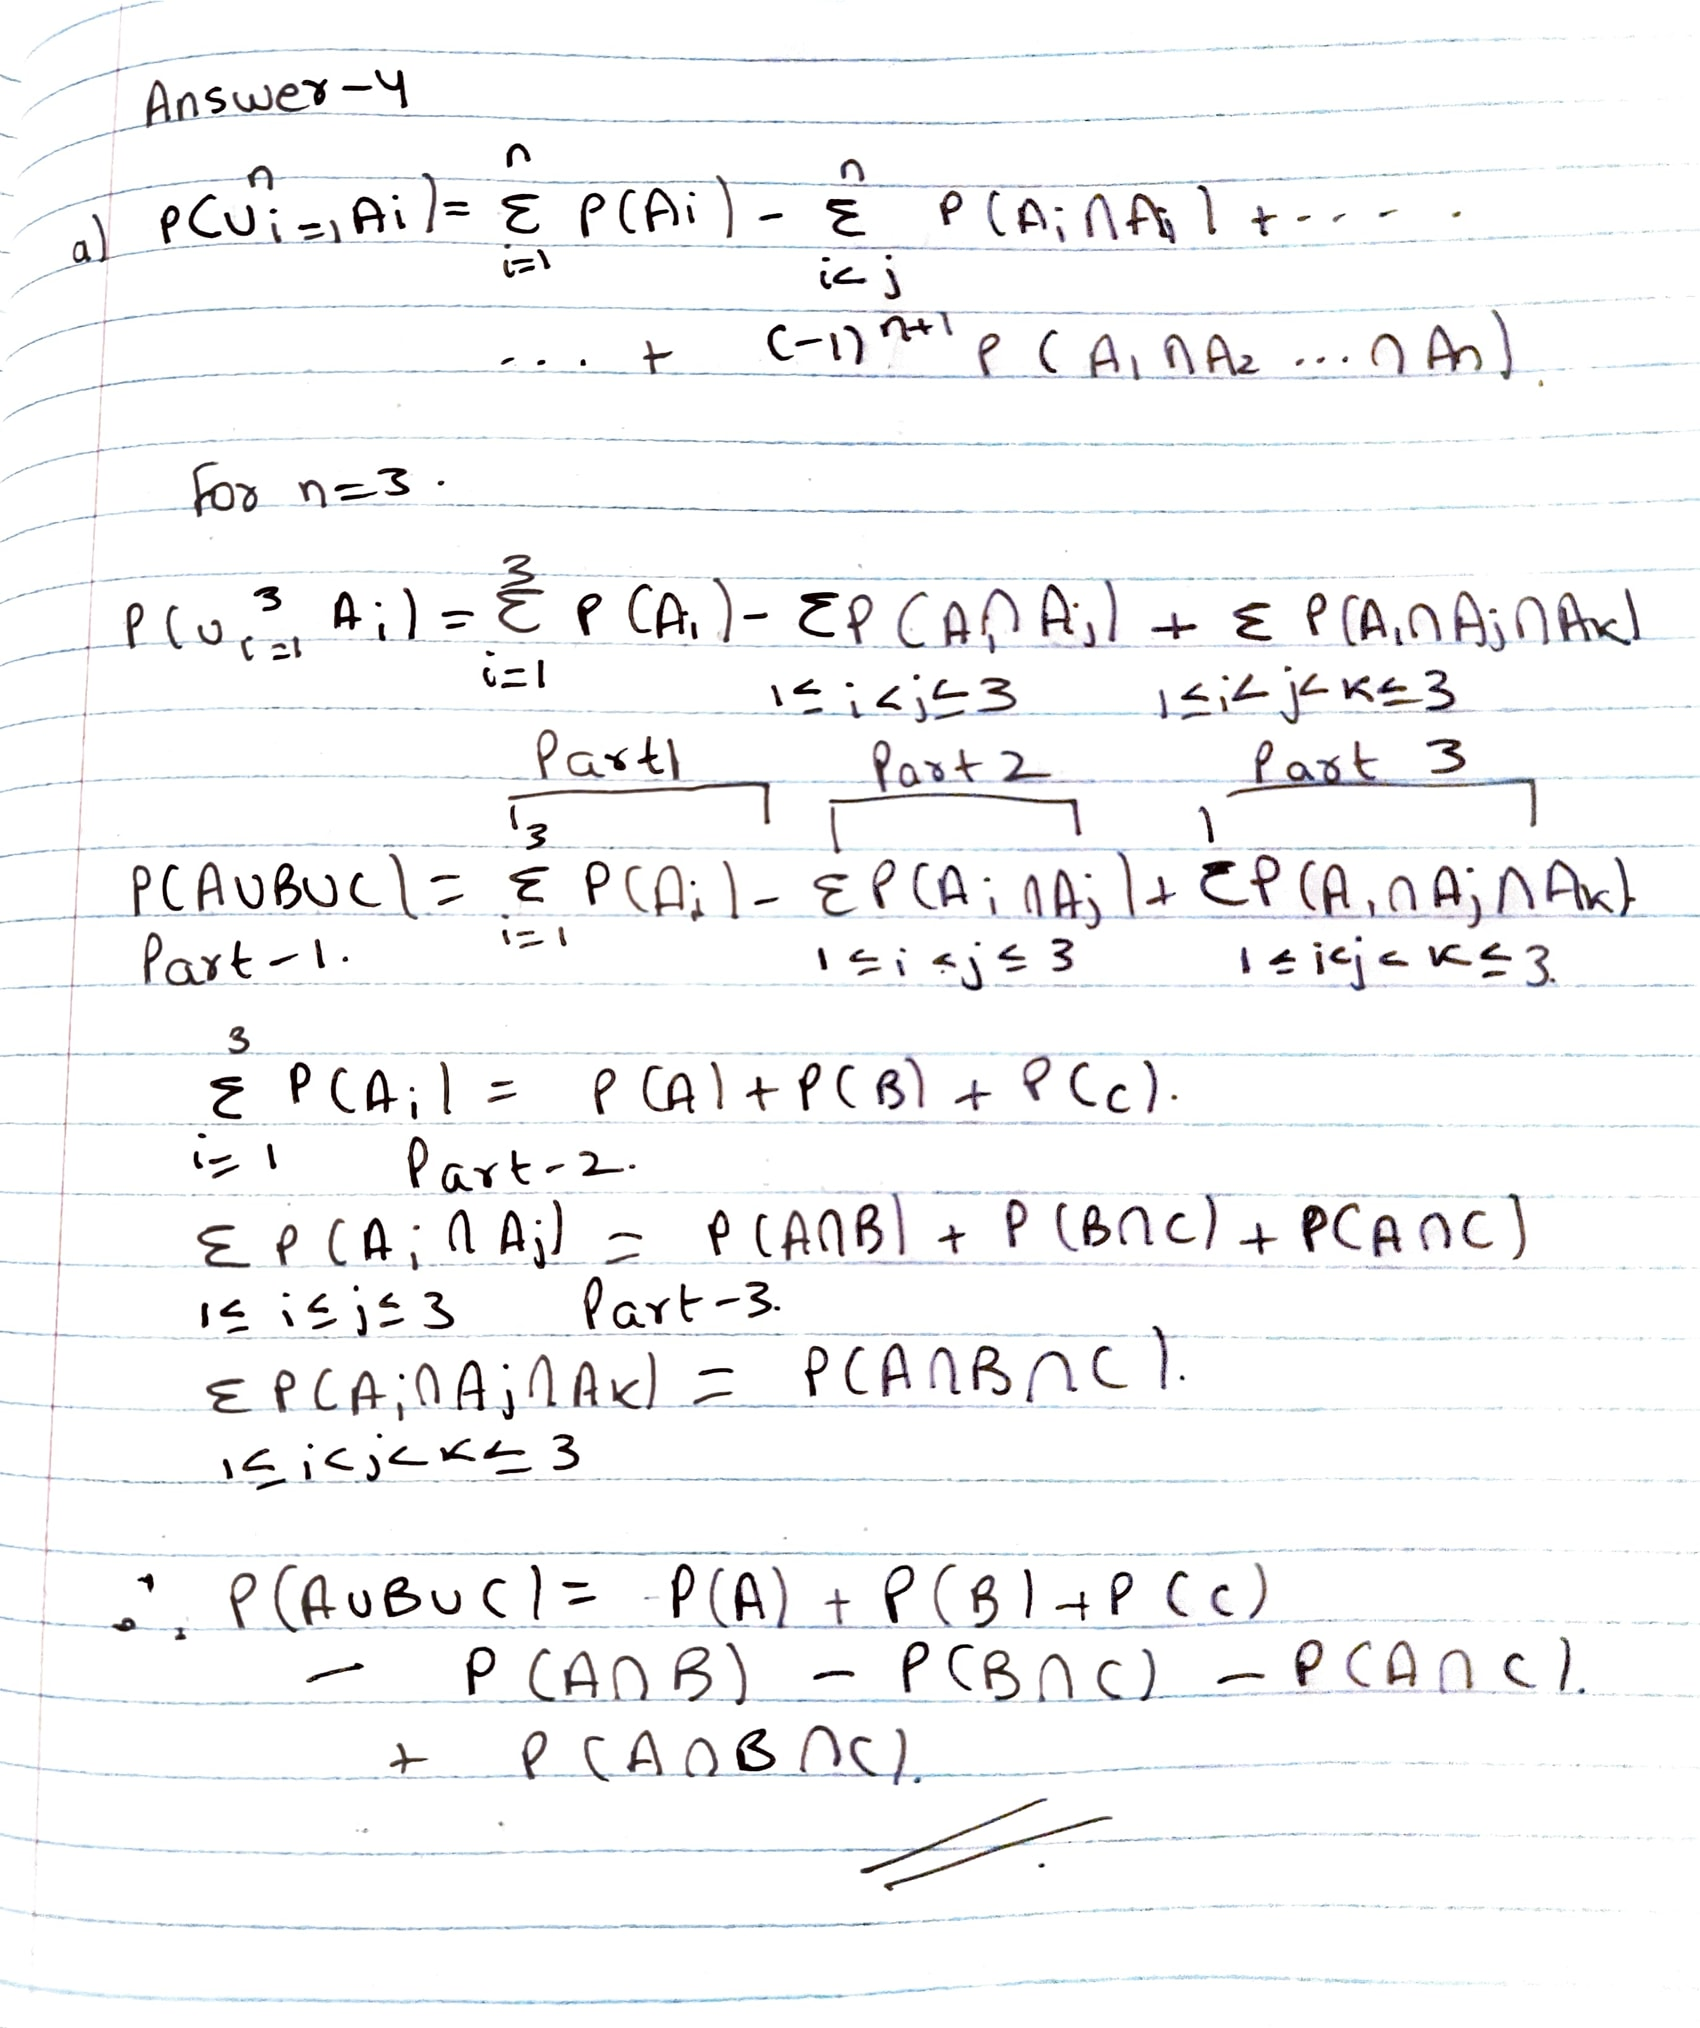 Answer-4
a) P(∪ⁿi=1 Ai) = Σⁿi=1 P(Ai) - Σⁿi<j P(Ai∩Aj) + - - - .
... + (-1)ⁿ⁺¹ P(A1∩A2 ... ∩An).
For n=3.
P(∪³i=1 Ai) = Σ³i=1 P(Ai) - ΣP(Ai∩Aj) + Σ P(Ai∩Aj∩Ak)
1≤i<j≤3 1≤i<j<k≤3
Part1 Part 2 Part 3
P(A∪B∪C) = Σ³i=1 P(Ai) - ΣP(Ai∩Aj) + ΣP(Ai∩Aj∩Ak)
Part-1. 1≤i<j≤3 1≤i<j<k≤3.
Σ³i=1 P(Ai) = P(A) + P(B) + P(C).
Part-2.
ΣP(Ai∩Aj) = P(A∩B) + P(B∩C) + P(A∩C)
1≤i≤j≤3 Part-3.
ΣP(Ai∩Aj∩Ak) = P(A∩B∩C).
1≤i<j<k≤3
∴ P(A∪B∪C) = P(A) + P(B) + P(C)
- P(A∩B) - P(B∩C) - P(A∩C).
+ P(A∩B∩C).